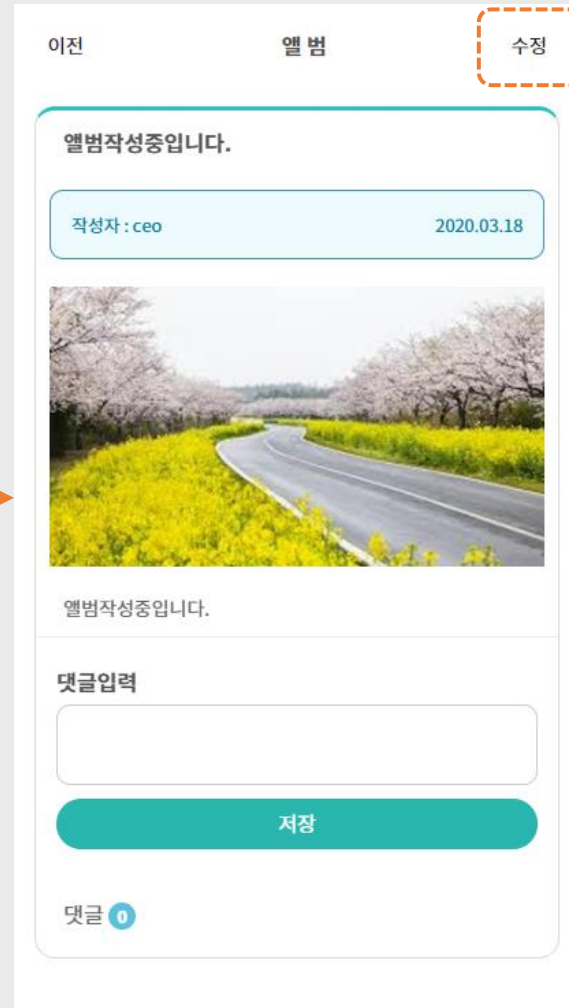 이전 앨 범 수정
앨범작성중입니다.
작성자 : ceo 2020.03.18
앨범작성중입니다.
댓글입력
저장
댓글 0